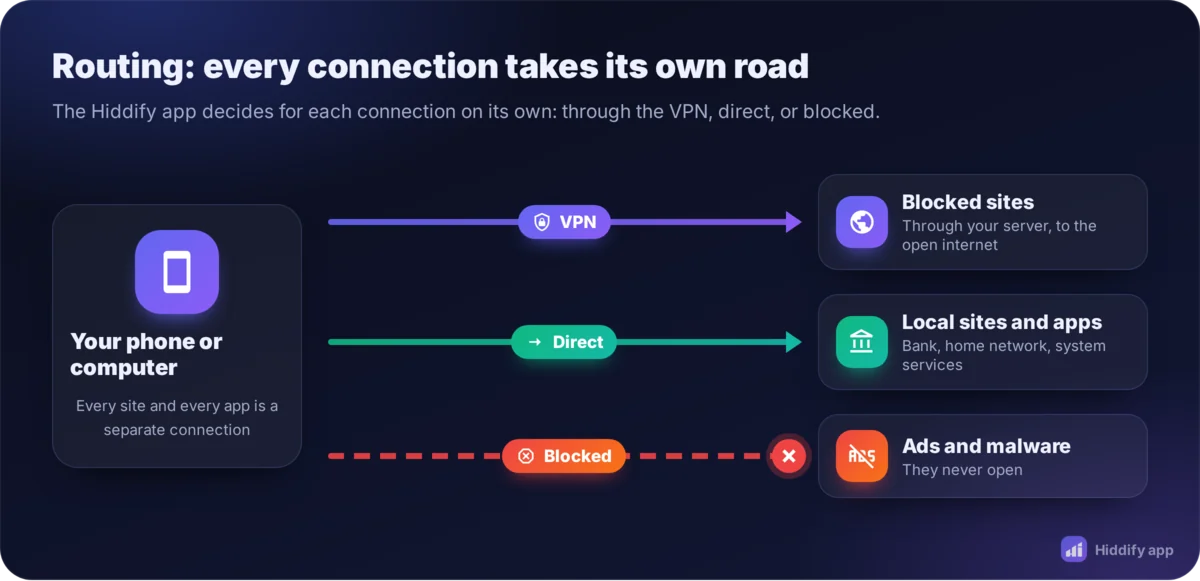 Routing: every connection takes its own road
The Hiddify app decides for each connection on its own: through the VPN, direct, or blocked.
Your phone or
computer
Every site and every app is a
separate connection
VPN
Blocked sites
Through your server, to the
open internet
→ Direct
Local sites and apps
Bank, home network, system
services
Blocked
ADS
Ads and malware
They never open
Hiddify app